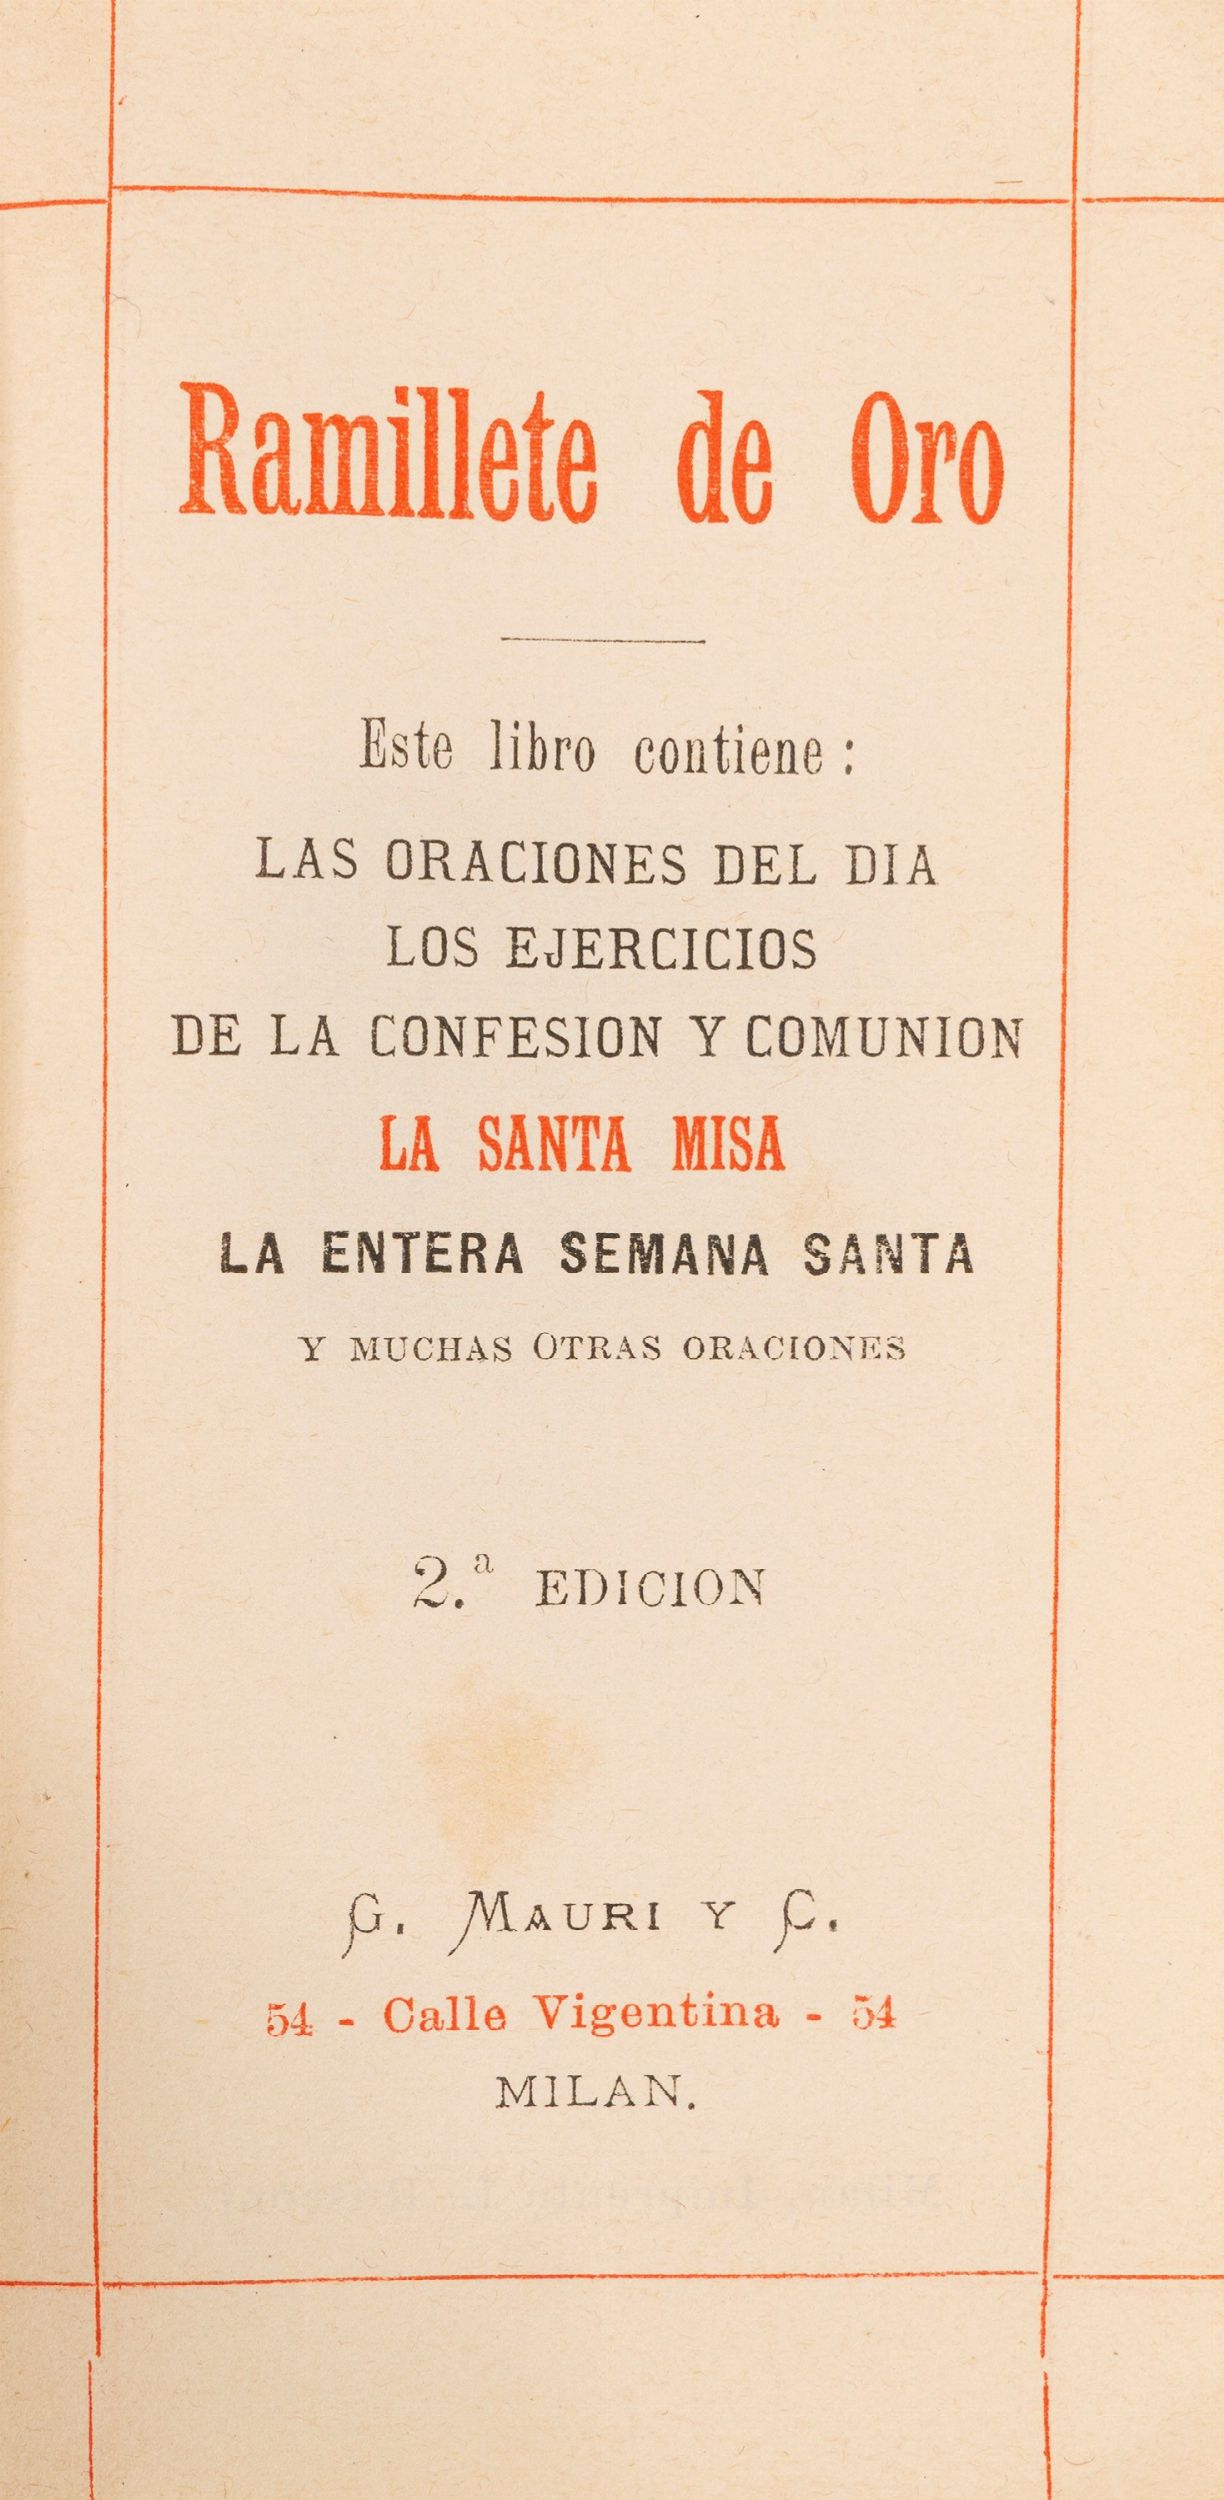 Ramillete de Oro
Este libro contiene:
LAS ORACIONES DEL DIA
LOS EJERCICIOS
DE LA CONFESION Y COMUNION
LA SANTA MISA
LA ENTERA SEMANA SANTA
Y MUCHAS OTRAS ORACIONES
2.ª EDICION
G. MAURI Y C.
54 - Calle Vigentina - 54
MILAN.